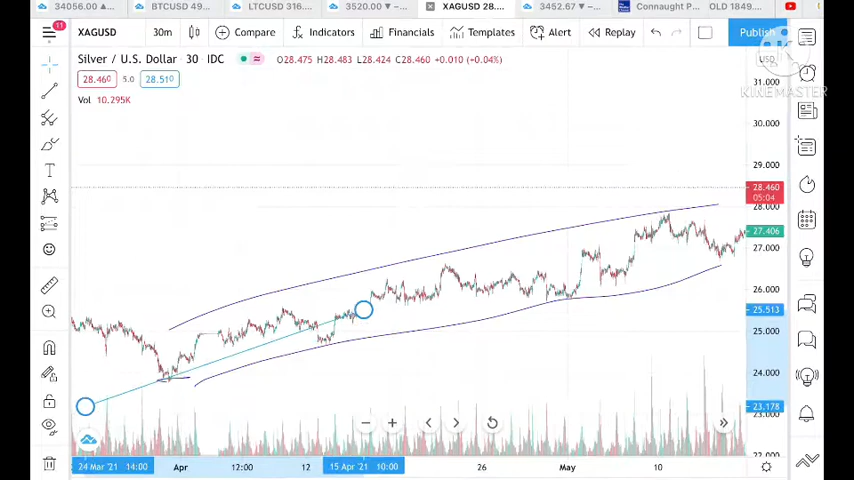 34056.00 ▲
BTCUSD 49...
LTCUSD 316....
3520.00 ▼ −...
XAGUSD 28....
3452.67 ▼ −...
Connaught P... OLD 1849....
11
XAGUSD
30m
Compare
Indicators
Financials
Templates
Alert
Replay
Publish
Silver / U.S. Dollar · 30 · IDC
O28.475 H28.483 L28.424 C28.460 +0.010 (+0.04%)
USD
K
KINEMASTER
28.460
5.0
28.510
Vol 10.295K
31.000
30.000
29.000
28.460
05:04
28.000
27.406
27.000
26.000
25.513
25.000
24.000
23.178
22.000
24 Mar '21 14:00
Apr
12:00
12
15 Apr '21 10:00
26
May
10